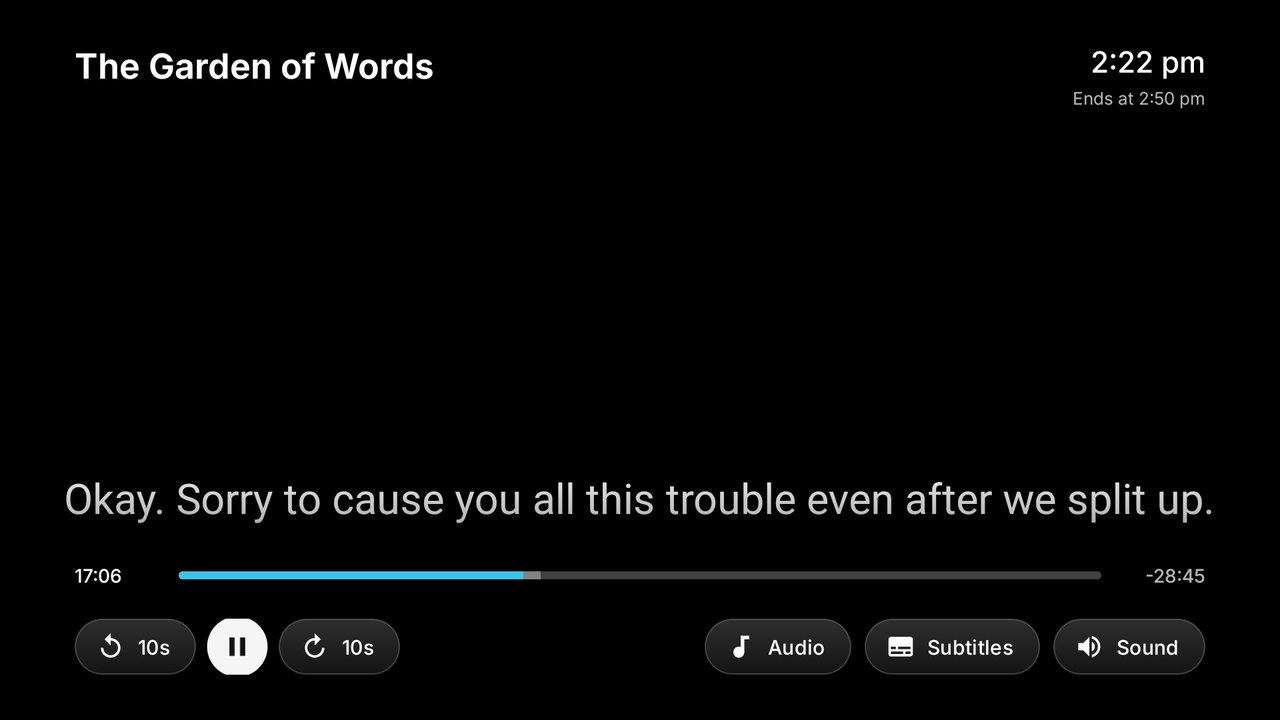 The Garden of Words
2:22 pm
Ends at 2:50 pm
Okay. Sorry to cause you all this trouble even after we split up.
17:06
-28:45
10s
10s
Audio
Subtitles
Sound